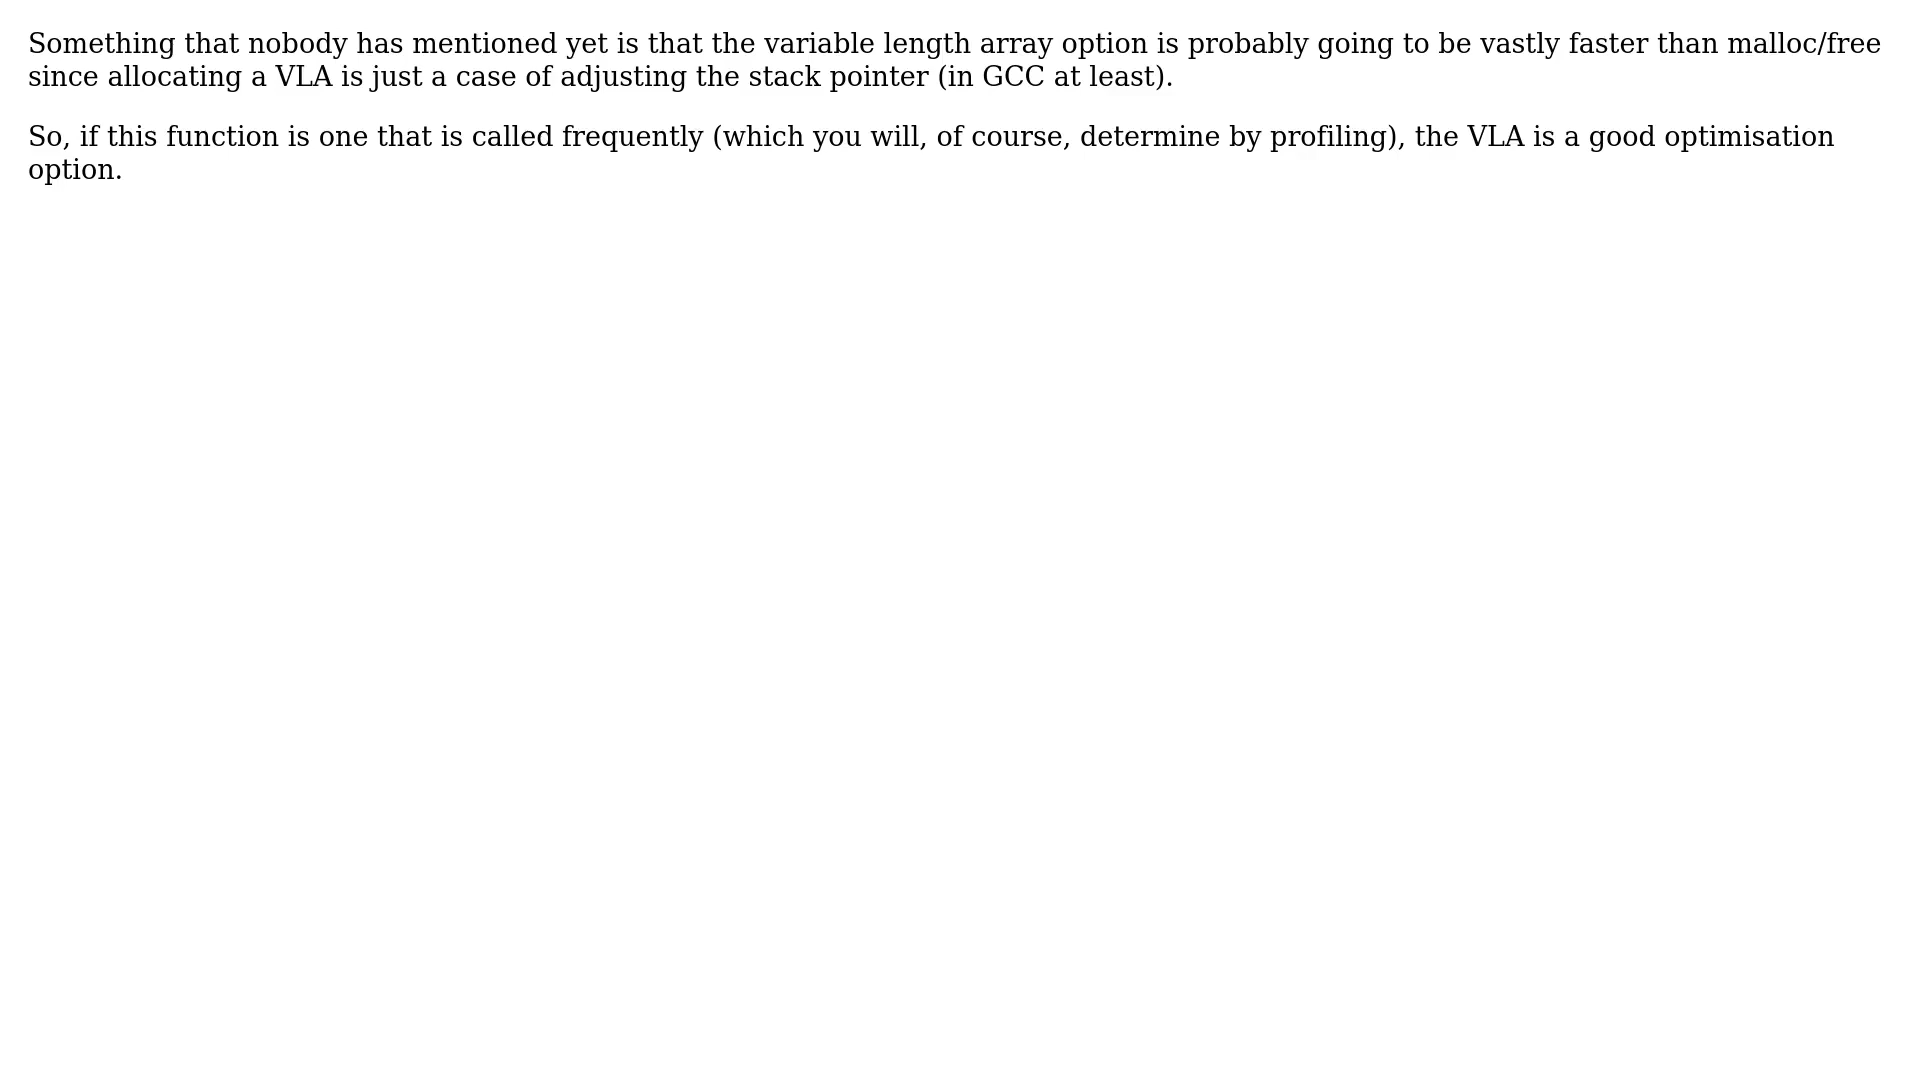 Something that nobody has mentioned yet is that the variable length array option is probably going to be vastly faster than malloc/free
since allocating a VLA is just a case of adjusting the stack pointer (in GCC at least).
So, if this function is one that is called frequently (which you will, of course, determine by profiling), the VLA is a good optimisation
option.